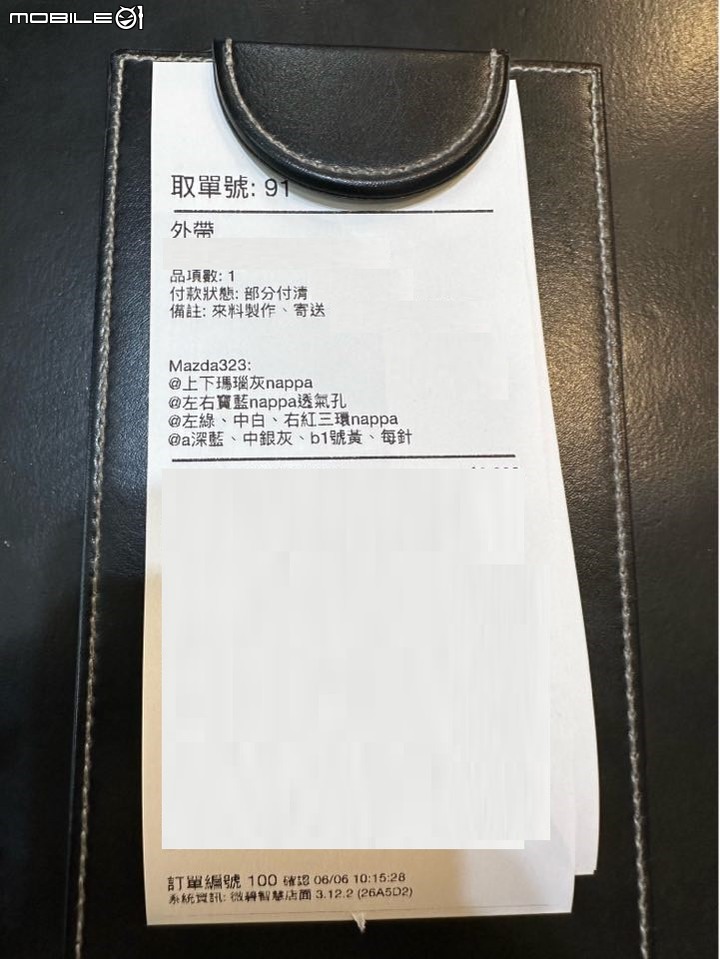 MOBILE01
取單號: 91
外帶
品項數: 1
付款狀態: 部分付清
備註: 來料製作、寄送
Mazda323:
@上下瑪瑙灰nappa
@左右寶藍nappa透氣孔
@左綠、中白、右紅三環nappa
@a深藍、中銀灰、b1號黃、每針
訂單編號 100 確認 06/06 10:15:28
系統資訊: 微碧智慧店面 3.12.2 (26A5D2)